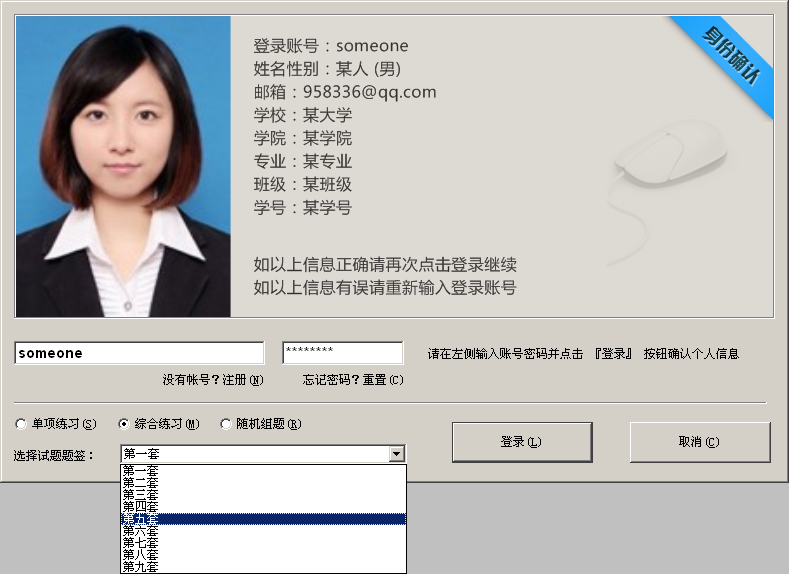 身份确认
登录账号：someone
姓名性别：某人 (男)
邮箱：958336@qq.com
学校：某大学
学院：某学院
专业：某专业
班级：某班级
学号：某学号
如以上信息正确请再次点击登录继续
如以上信息有误请重新输入登录账号
someone
********
请在左侧输入账号密码并点击 『登录』 按钮确认个人信息
没有帐号？注册(N)
忘记密码？重置(C)
单项练习(S)
综合练习(M)
随机组题(R)
登录(L)
取消(C)
选择试题题签：
第一套
第一套
第二套
第三套
第四套
第五套
第六套
第七套
第八套
第九套